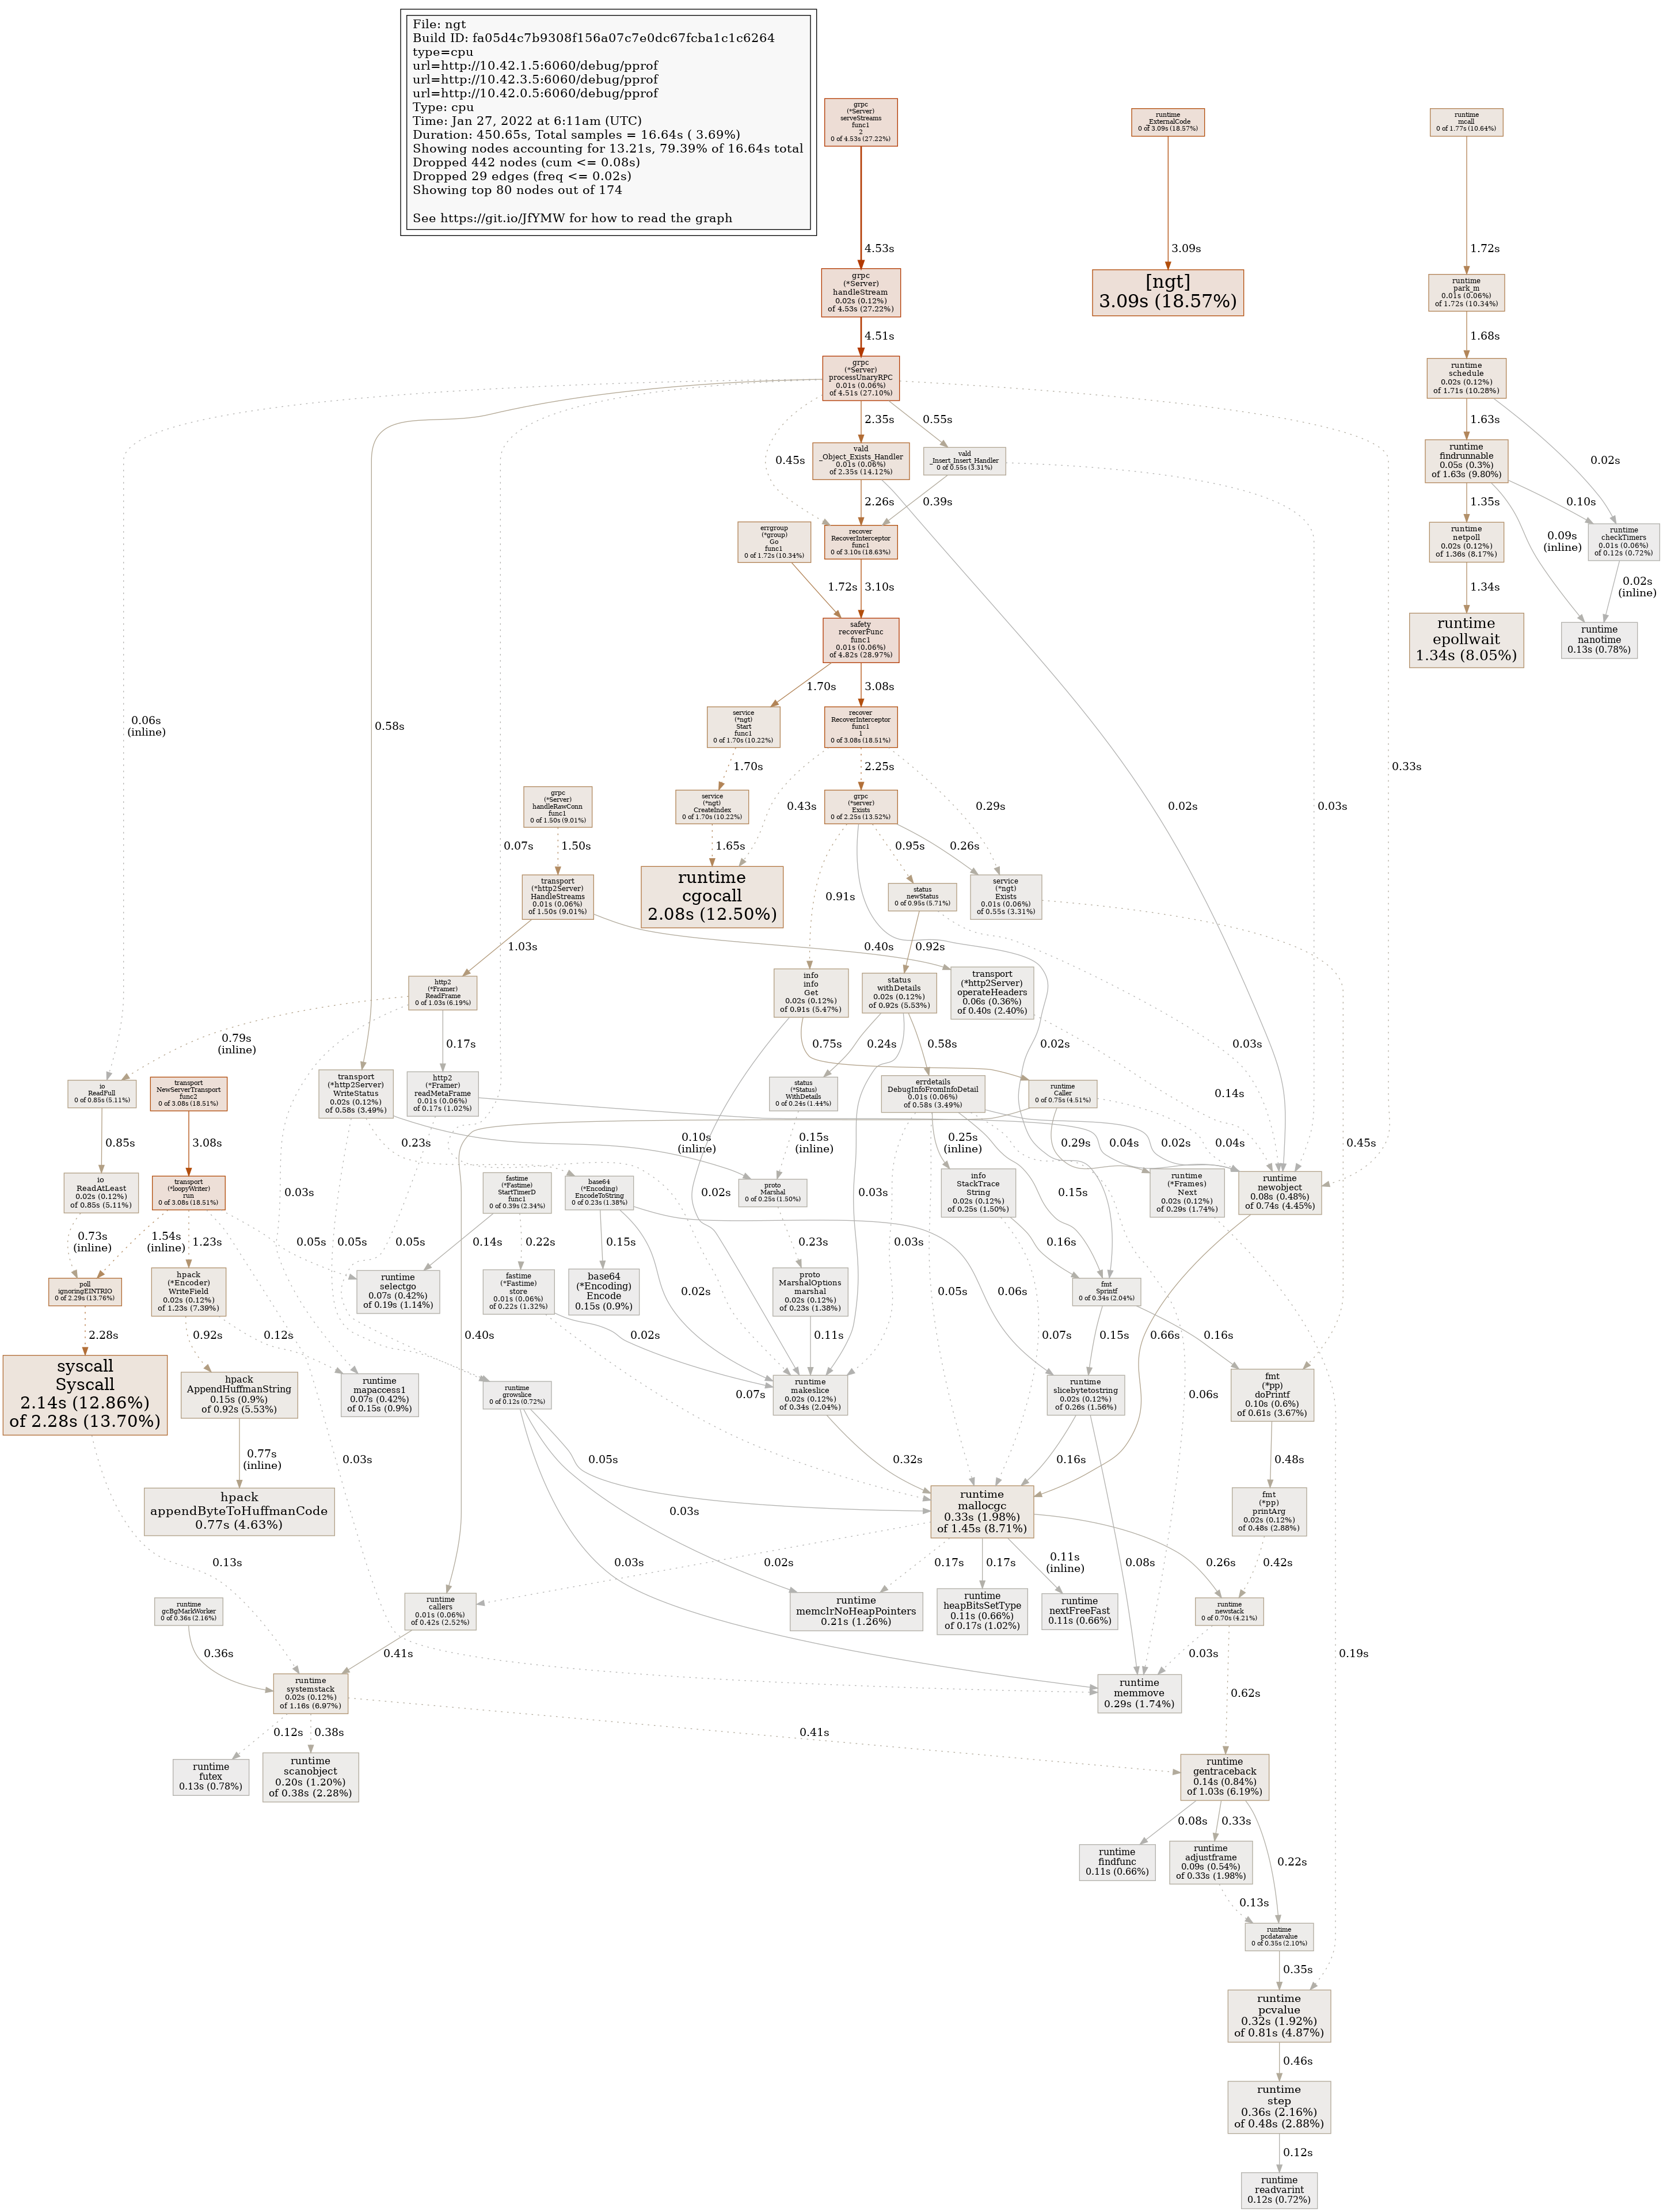 File: ngt
Build ID: fa05d4c7b9308f156a07c7e0dc67fcba1c1c6264
type=cpu
url=http://10.42.1.5:6060/debug/pprof
url=http://10.42.3.5:6060/debug/pprof
url=http://10.42.0.5:6060/debug/pprof
Type: cpu
Time: Jan 27, 2022 at 6:11am (UTC)
Duration: 450.65s, Total samples = 16.64s ( 3.69%)
Showing nodes accounting for 13.21s, 79.39% of 16.64s total
Dropped 442 nodes (cum <= 0.08s)
Dropped 29 edges (freq <= 0.02s)
Showing top 80 nodes out of 174
See https://git.io/JfYMW for how to read the graph
grpc
(*Server)
serveStreams
func1
2
0 of 4.53s (27.22%)
runtime
_ExternalCode
0 of 3.09s (18.57%)
runtime
mcall
0 of 1.77s (10.64%)
4.53s
3.09s
1.72s
grpc
(*Server)
handleStream
0.02s (0.12%)
of 4.53s (27.22%)
[ngt]
3.09s (18.57%)
runtime
park_m
0.01s (0.06%)
of 1.72s (10.34%)
4.51s
1.68s
grpc
(*Server)
processUnaryRPC
0.01s (0.06%)
of 4.51s (27.10%)
runtime
schedule
0.02s (0.12%)
of 1.71s (10.28%)
2.35s
0.55s
1.63s
0.45s
vald
_Object_Exists_Handler
0.01s (0.06%)
of 2.35s (14.12%)
vald
_Insert_Insert_Handler
0 of 0.55s (3.31%)
runtime
findrunnable
0.05s (0.3%)
of 1.63s (9.80%)
0.02s
2.26s
0.39s
1.35s
0.10s
errgroup
(*group)
Go
func1
0 of 1.72s (10.34%)
recover
RecoverInterceptor
func1
0 of 3.10s (18.63%)
runtime
netpoll
0.02s (0.12%)
of 1.36s (8.17%)
0.09s
(inline)
runtime
checkTimers
0.01s (0.06%)
of 0.12s (0.72%)
1.72s
3.10s
1.34s
0.02s
(inline)
safety
recoverFunc
func1
0.01s (0.06%)
of 4.82s (28.97%)
runtime
epollwait
1.34s (8.05%)
runtime
nanotime
0.13s (0.78%)
1.70s
3.08s
0.06s
(inline)
0.58s
service
(*ngt)
Start
func1
0 of 1.70s (10.22%)
recover
RecoverInterceptor
func1
1
0 of 3.08s (18.51%)
1.70s
2.25s
0.33s
grpc
(*Server)
handleRawConn
func1
0 of 1.50s (9.01%)
service
(*ngt)
CreateIndex
0 of 1.70s (10.22%)
0.43s
grpc
(*server)
Exists
0 of 2.25s (13.52%)
0.29s
0.02s
0.03s
0.07s
1.50s
1.65s
0.95s
0.26s
transport
(*http2Server)
HandleStreams
0.01s (0.06%)
of 1.50s (9.01%)
runtime
cgocall
2.08s (12.50%)
0.91s
status
newStatus
0 of 0.95s (5.71%)
service
(*ngt)
Exists
0.01s (0.06%)
of 0.55s (3.31%)
1.03s
0.40s
0.92s
http2
(*Framer)
ReadFrame
0 of 1.03s (6.19%)
info
info
Get
0.02s (0.12%)
of 0.91s (5.47%)
status
withDetails
0.02s (0.12%)
of 0.92s (5.53%)
transport
(*http2Server)
operateHeaders
0.06s (0.36%)
of 0.40s (2.40%)
0.79s
(inline)
0.17s
0.75s
0.24s
0.58s
0.02s
0.03s
io
ReadFull
0 of 0.85s (5.11%)
transport
NewServerTransport
func2
0 of 3.08s (18.51%)
transport
(*http2Server)
WriteStatus
0.02s (0.12%)
of 0.58s (3.49%)
http2
(*Framer)
readMetaFrame
0.01s (0.06%)
of 0.17s (1.02%)
status
(*Status)
WithDetails
0 of 0.24s (1.44%)
errdetails
DebugInfoFromInfoDetail
0.01s (0.06%)
of 0.58s (3.49%)
runtime
Caller
0 of 0.75s (4.51%)
0.14s
0.85s
3.08s
0.23s
0.10s
(inline)
0.15s
(inline)
0.25s
(inline)
0.29s
0.04s
0.02s
0.04s
0.45s
io
ReadAtLeast
0.02s (0.12%)
of 0.85s (5.11%)
transport
(*loopyWriter)
run
0 of 3.08s (18.51%)
0.03s
fastime
(*Fastime)
StartTimerD
func1
0 of 0.39s (2.34%)
base64
(*Encoding)
EncodeToString
0 of 0.23s (1.38%)
proto
Marshal
0 of 0.25s (1.50%)
0.02s
0.03s
info
StackTrace
String
0.02s (0.12%)
of 0.25s (1.50%)
0.15s
runtime
(*Frames)
Next
0.02s (0.12%)
of 0.29s (1.74%)
runtime
newobject
0.08s (0.48%)
of 0.74s (4.45%)
0.73s
(inline)
1.54s
(inline)
1.23s
0.05s
0.05s
0.05s
0.14s
0.22s
0.15s
0.23s
0.03s
0.16s
poll
ignoringEINTRIO
0 of 2.29s (13.76%)
hpack
(*Encoder)
WriteField
0.02s (0.12%)
of 1.23s (7.39%)
runtime
selectgo
0.07s (0.42%)
of 0.19s (1.14%)
fastime
(*Fastime)
store
0.01s (0.06%)
of 0.22s (1.32%)
base64
(*Encoding)
Encode
0.15s (0.9%)
0.02s
proto
MarshalOptions
marshal
0.02s (0.12%)
of 0.23s (1.38%)
0.05s
0.06s
fmt
Sprintf
0 of 0.34s (2.04%)
2.28s
0.92s
0.12s
0.40s
0.02s
0.11s
0.07s
0.15s
0.16s
0.66s
syscall
Syscall
2.14s (12.86%)
of 2.28s (13.70%)
hpack
AppendHuffmanString
0.15s (0.9%)
of 0.92s (5.53%)
runtime
mapaccess1
0.07s (0.42%)
of 0.15s (0.9%)
runtime
growslice
0 of 0.12s (0.72%)
0.07s
runtime
makeslice
0.02s (0.12%)
of 0.34s (2.04%)
runtime
slicebytetostring
0.02s (0.12%)
of 0.26s (1.56%)
0.06s
fmt
(*pp)
doPrintf
0.10s (0.6%)
of 0.61s (3.67%)
0.77s
(inline)
0.03s
0.05s
0.32s
0.16s
0.48s
hpack
appendByteToHuffmanCode
0.77s (4.63%)
0.03s
runtime
mallocgc
0.33s (1.98%)
of 1.45s (8.71%)
fmt
(*pp)
printArg
0.02s (0.12%)
of 0.48s (2.88%)
0.13s
0.03s
0.02s
0.17s
0.17s
0.11s
(inline)
0.08s
0.26s
0.42s
runtime
gcBgMarkWorker
0 of 0.36s (2.16%)
runtime
callers
0.01s (0.06%)
of 0.42s (2.52%)
runtime
memclrNoHeapPointers
0.21s (1.26%)
runtime
heapBitsSetType
0.11s (0.66%)
of 0.17s (1.02%)
runtime
nextFreeFast
0.11s (0.66%)
runtime
newstack
0 of 0.70s (4.21%)
0.36s
0.41s
0.03s
0.19s
runtime
systemstack
0.02s (0.12%)
of 1.16s (6.97%)
runtime
memmove
0.29s (1.74%)
0.62s
0.12s
0.38s
0.41s
runtime
futex
0.13s (0.78%)
runtime
scanobject
0.20s (1.20%)
of 0.38s (2.28%)
runtime
gentraceback
0.14s (0.84%)
of 1.03s (6.19%)
0.08s
0.33s
0.22s
runtime
findfunc
0.11s (0.66%)
runtime
adjustframe
0.09s (0.54%)
of 0.33s (1.98%)
0.13s
runtime
pcdatavalue
0 of 0.35s (2.10%)
0.35s
runtime
pcvalue
0.32s (1.92%)
of 0.81s (4.87%)
0.46s
runtime
step
0.36s (2.16%)
of 0.48s (2.88%)
0.12s
runtime
readvarint
0.12s (0.72%)